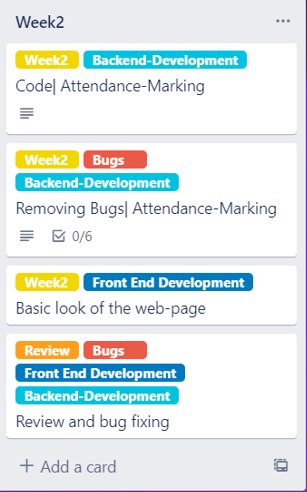 Week2 ...
Week2 Backend-Development
Code| Attendance-Marking
Week2 Bugs
Backend-Development
Removing Bugs| Attendance-Marking
0/6
Week2 Front End Development
Basic look of the web-page
Review Bugs
Front End Development
Backend-Development
Review and bug fixing
+ Add a card